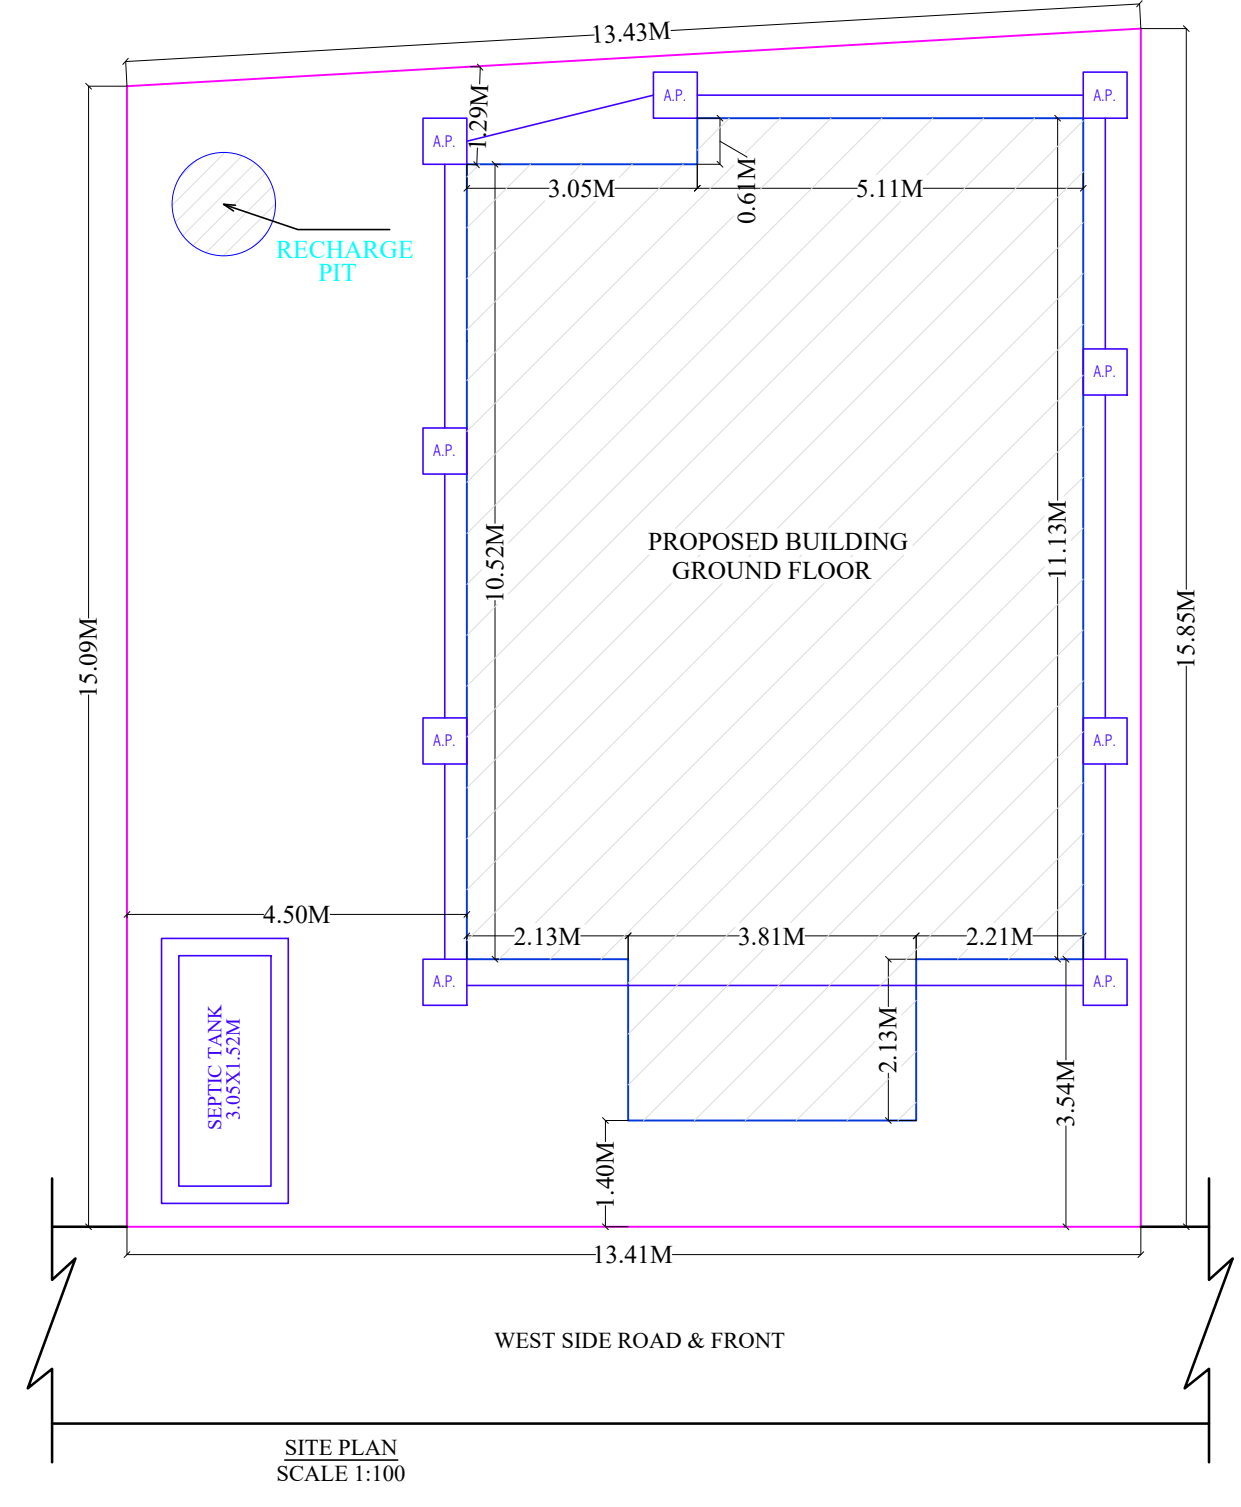 13.43M
1.29M
A.P.
A.P.
A.P.
3.05M
0.61M
5.11M
RECHARGE
PIT
A.P.
A.P.
10.52M
PROPOSED BUILDING
GROUND FLOOR
11.13M
15.09M
15.85M
A.P.
A.P.
4.50M
2.13M
3.81M
2.21M
A.P.
A.P.
SEPTIC TANK
3.05X1.52M
2.13M
3.54M
1.40M
13.41M
WEST SIDE ROAD & FRONT
SITE PLAN
SCALE 1:100